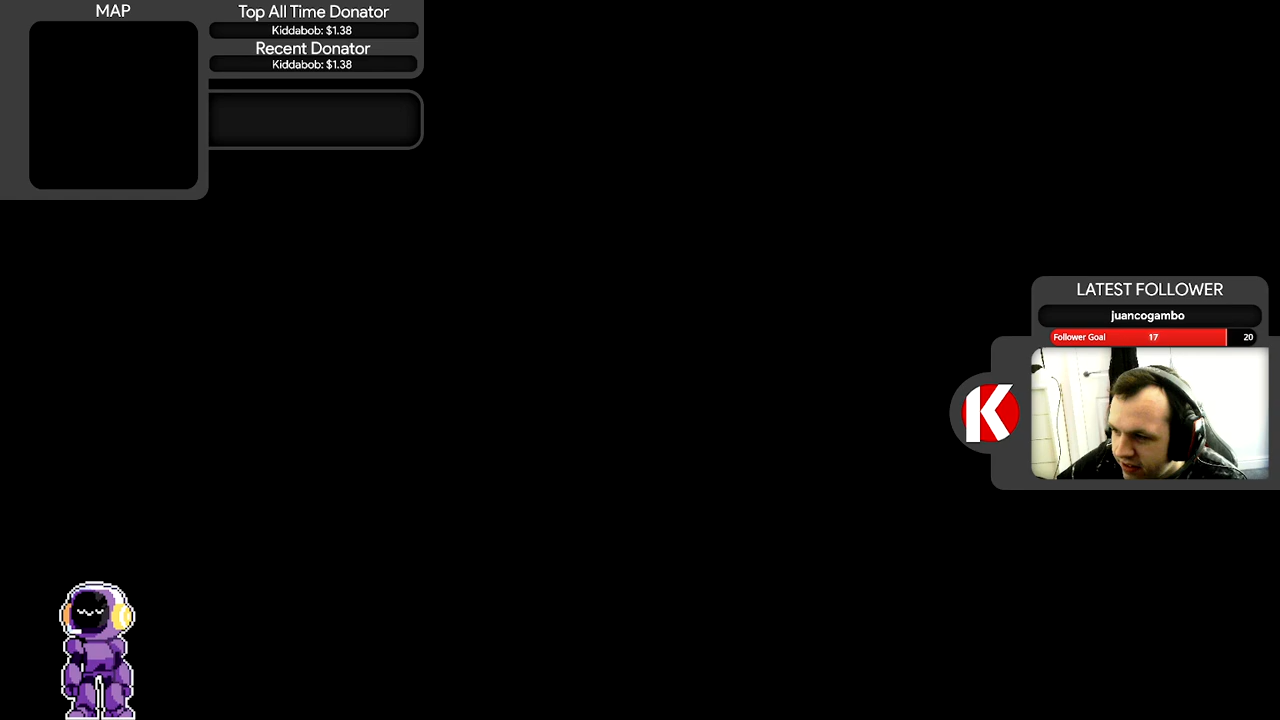 MAP
Top All Time Donator
Kiddabob: $1.38
Recent Donator
Kiddabob: $1.38
LATEST FOLLOWER
juancogambo
Follower Goal 17 20
K